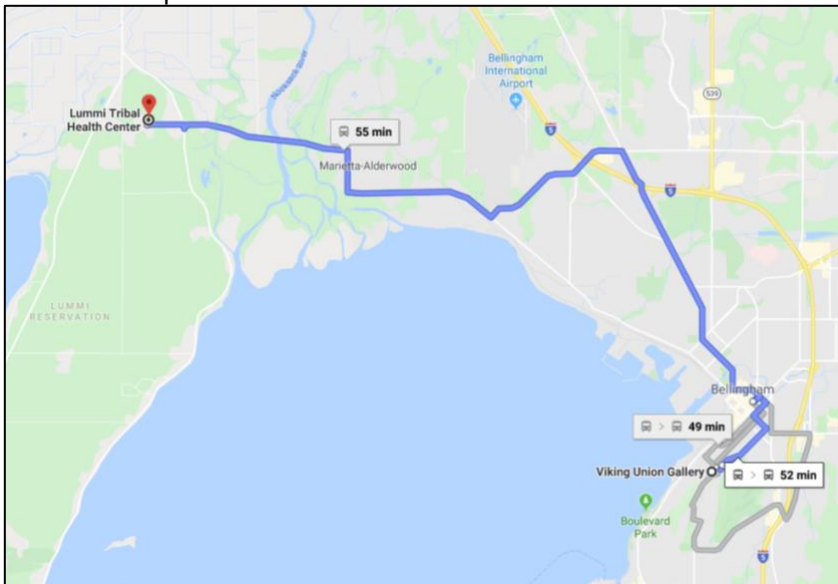 Bellingham
International
Airport
539
Lummi Tribal
Health Center
5
55 min
Marietta-Alderwood
5
LUMMI
RESERVATION
Bellingham
> 49 min
Viking Union Gallery
> 52 min
Boulevard
Park
5